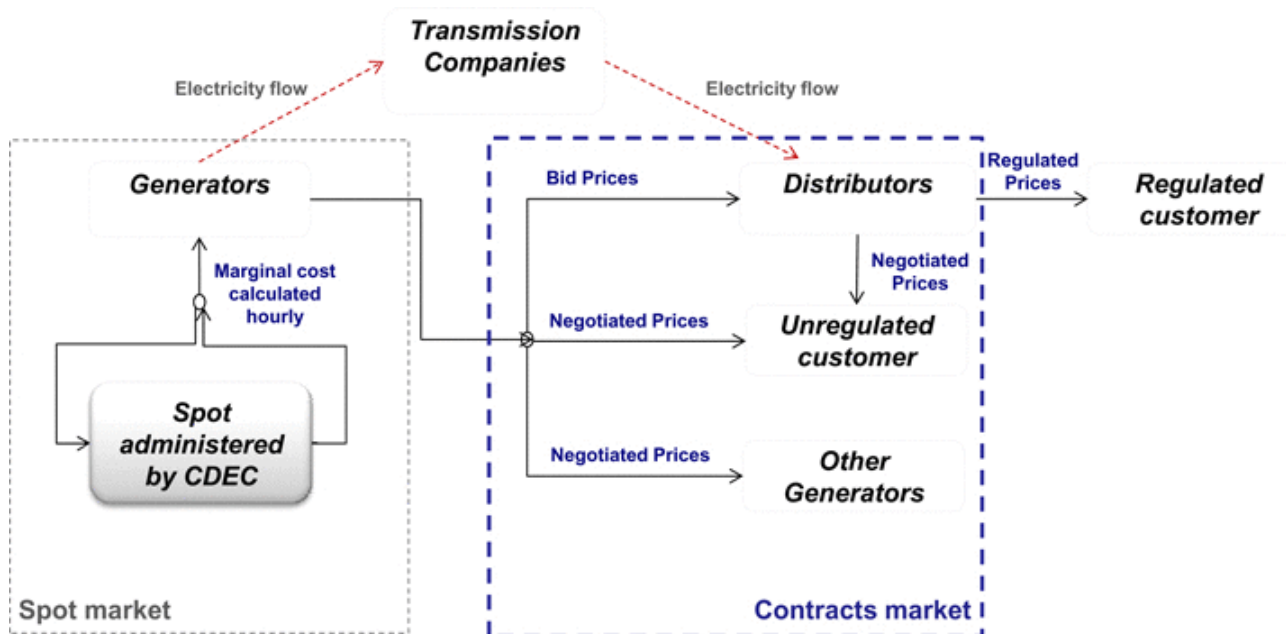 Transmission
Companies
Electricity flow
Electricity flow
Generators
Bid Prices
Distributors
Regulated
Prices
Regulated
customer
Marginal cost
calculated
hourly
Negotiated
Prices
Negotiated Prices
Unregulated
customer
Spot
administered
by CDEC
Negotiated Prices
Other
Generators
Spot market
Contracts market